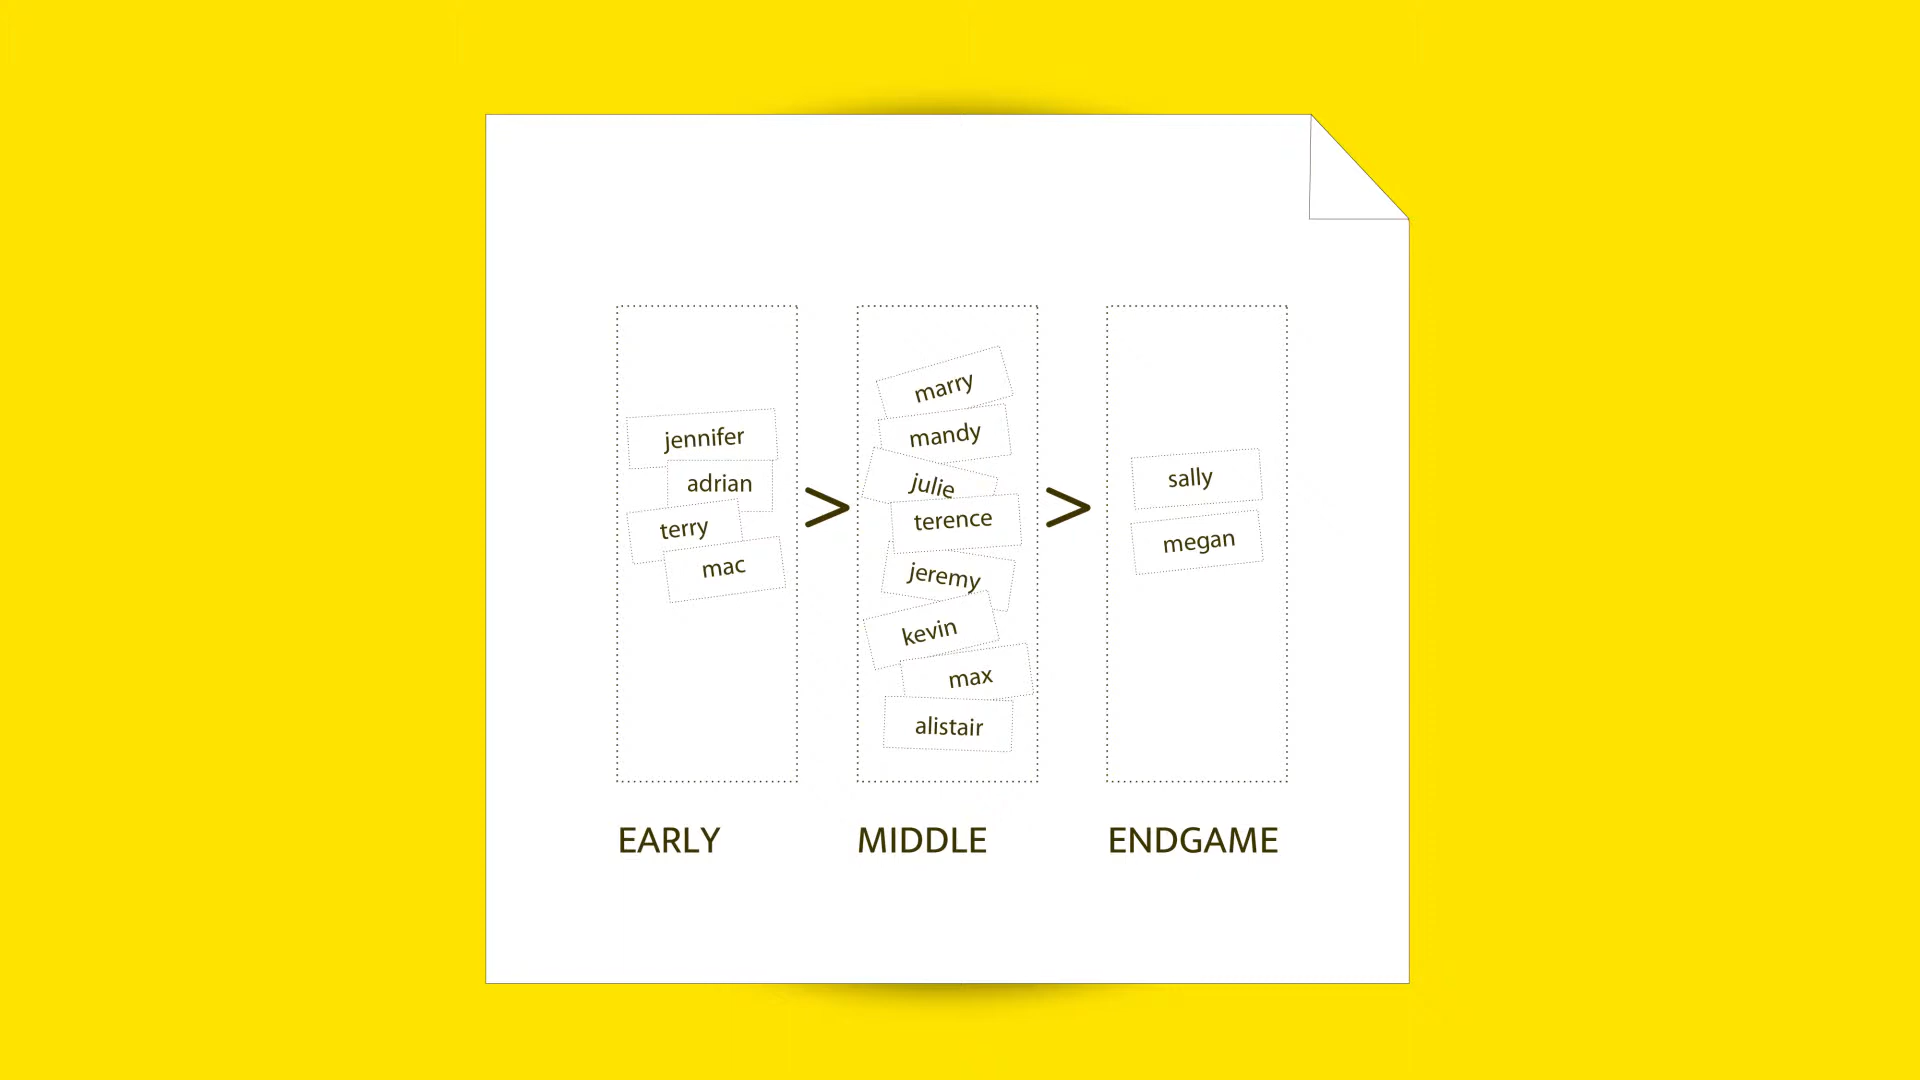 jennifer
adrian
terry
mac
>
marry
mandy
julie
terence
jeremy
kevin
max
alistair
>
sally
megan
EARLY
MIDDLE
ENDGAME